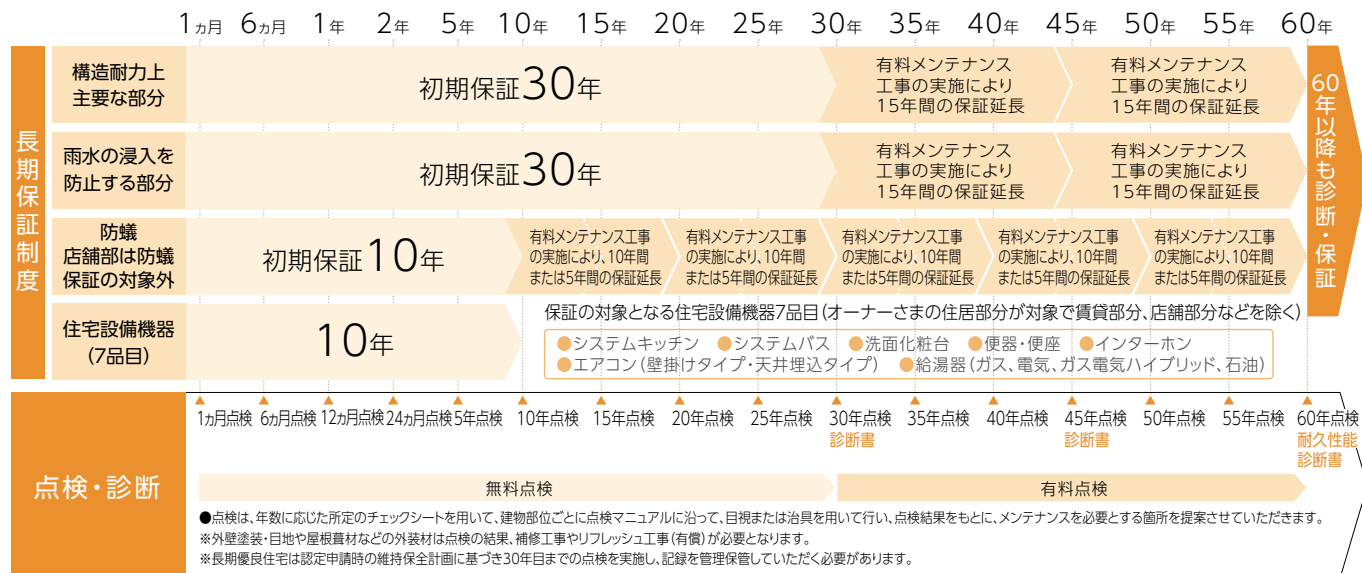 1ヵ月 6ヵ月 1年 2年 5年 10年 15年 20年 25年 30年 35年 40年 45年 50年 55年 60年
長期保証制度
構造耐力上
主要な部分
初期保証30年
有料メンテナンス
工事の実施により
15年間の保証延長
有料メンテナンス
工事の実施により
15年間の保証延長
雨水の浸入を
防止する部分
初期保証30年
有料メンテナンス
工事の実施により
15年間の保証延長
有料メンテナンス
工事の実施により
15年間の保証延長
防蟻
店舗部は防蟻
保証の対象外
初期保証10年
有料メンテナンス工事
の実施により、10年間
または5年間の保証延長
有料メンテナンス工事
の実施により、10年間
または5年間の保証延長
有料メンテナンス工事
の実施により、10年間
または5年間の保証延長
有料メンテナンス工事
の実施により、10年間
または5年間の保証延長
有料メンテナンス工事
の実施により、10年間
または5年間の保証延長
住宅設備機器
(7品目)
10年
保証の対象となる住宅設備機器7品目(オーナーさまの住居部分が対象で賃貸部分、店舗部分などを除く)
●システムキッチン ●システムバス ●洗面化粧台 ●便器・便座 ●インターホン
●エアコン(壁掛けタイプ・天井埋込タイプ) ●給湯器(ガス、電気、ガス電気ハイブリッド、石油)
60年以降も診断・保証
点検・診断
1ヵ月点検 6ヵ月点検 12ヵ月点検 24ヵ月点検 5年点検 10年点検 15年点検 20年点検 25年点検 30年点検 35年点検 40年点検 45年点検 50年点検 55年点検 60年点検
診断書 診断書 耐久性能
診断書
無料点検 有料点検
●点検は、年数に応じた所定のチェックシートを用いて、建物部位ごとに点検マニュアルに沿って、目視または治具を用いて行い、点検結果をもとに、メンテナンスを必要とする箇所を提案させていただきます。
※外壁塗装・目地や屋根葺材などの外装材は点検の結果、補修工事やリフレッシュ工事(有償)が必要となります。
※長期優良住宅は認定申請時の維持保全計画に基づき30年目までの点検を実施し、記録を管理保管していただく必要があります。